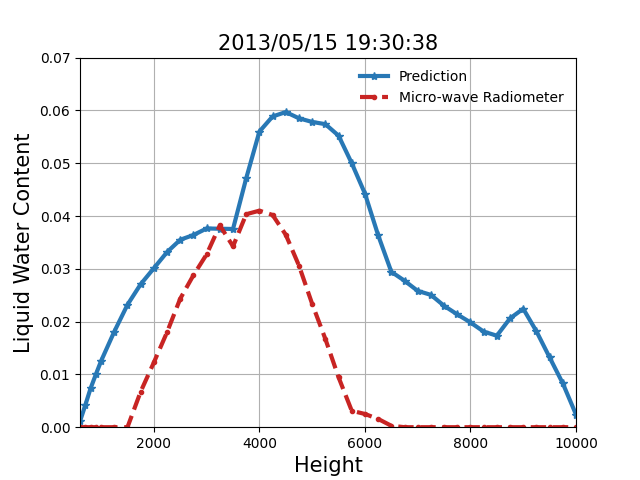 2013/05/15 19:30:38
Prediction
Micro-wave Radiometer
Liquid Water Content
0.07
0.06
0.05
0.04
0.03
0.02
0.01
0.00
2000 4000 6000 8000 10000
Height